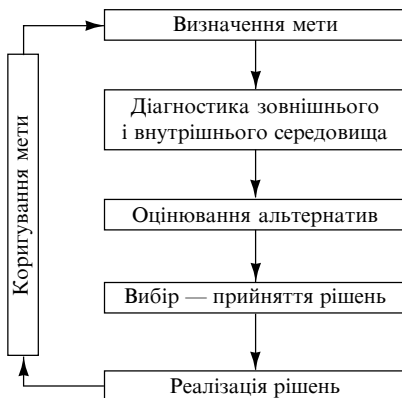 Визначення мети
Діагностика зовнішнього
і внутрішнього середовища
Оцінювання альтернатив
Вибір — прийняття рішень
Реалізація рішень
Коригування мети